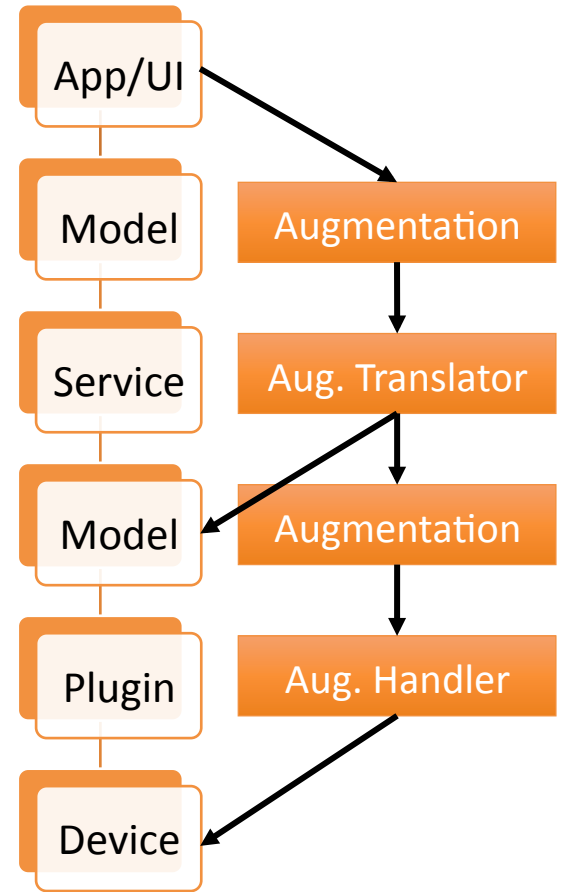 App/UI
Model
Augmentation
Service
Aug. Translator
Model
Augmentation
Plugin
Aug. Handler
Device